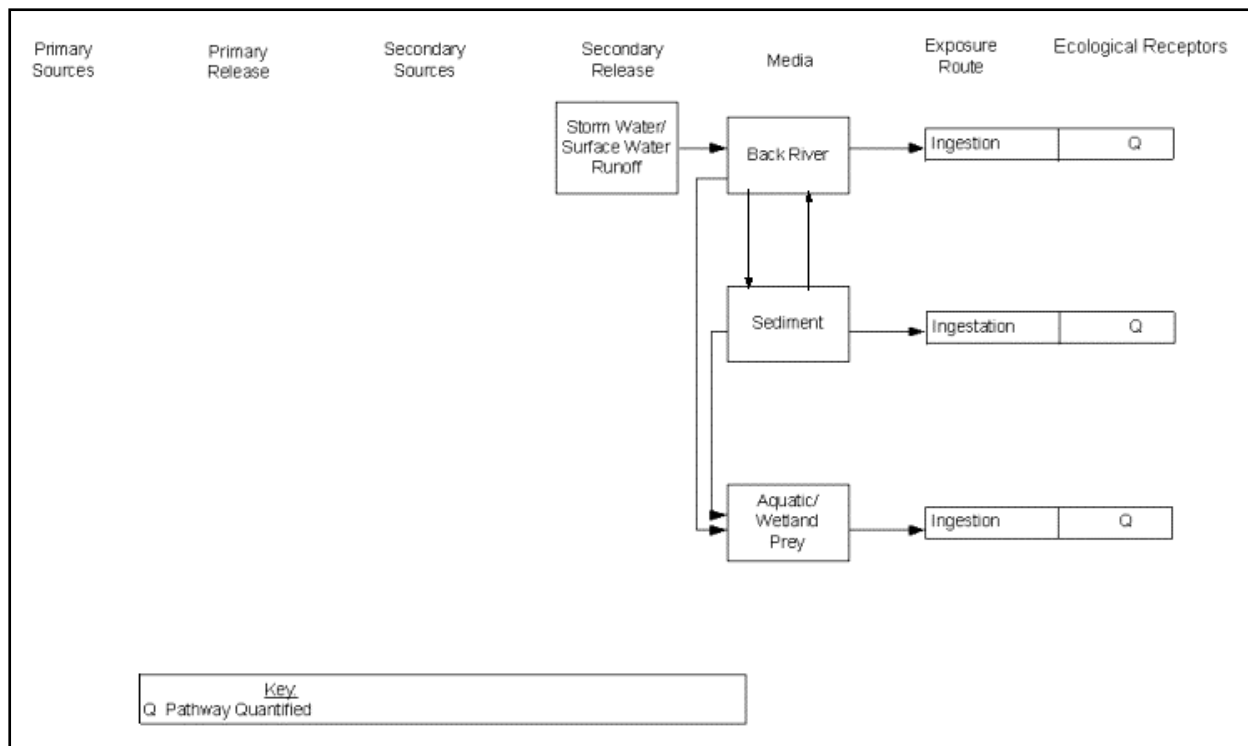 Primary
Sources
Primary
Release
Secondary
Sources
Secondary
Release
Media
Exposure
Route
Ecological Receptors
Storm Water/
Surface Water
Runoff
Back River
Ingestion
Q
Sediment
Ingestation
Q
Aquatic/
Wetland
Prey
Ingestion
Q
Key:
Q Pathway Quantified